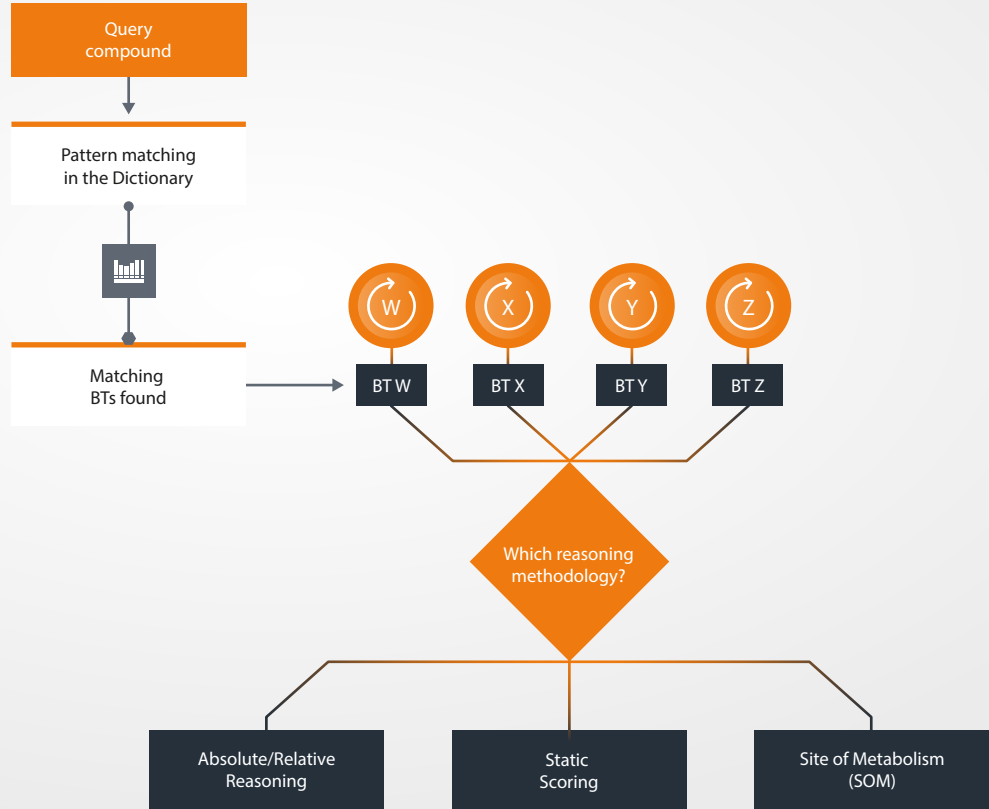 Query
compound
Pattern matching
in the Dictionary
W
X
Y
Z
Matching
BTs found
BT W
BT X
BT Y
BT Z
Which reasoning
methodology?
Absolute/Relative
Reasoning
Static
Scoring
Site of Metabolism
(SOM)